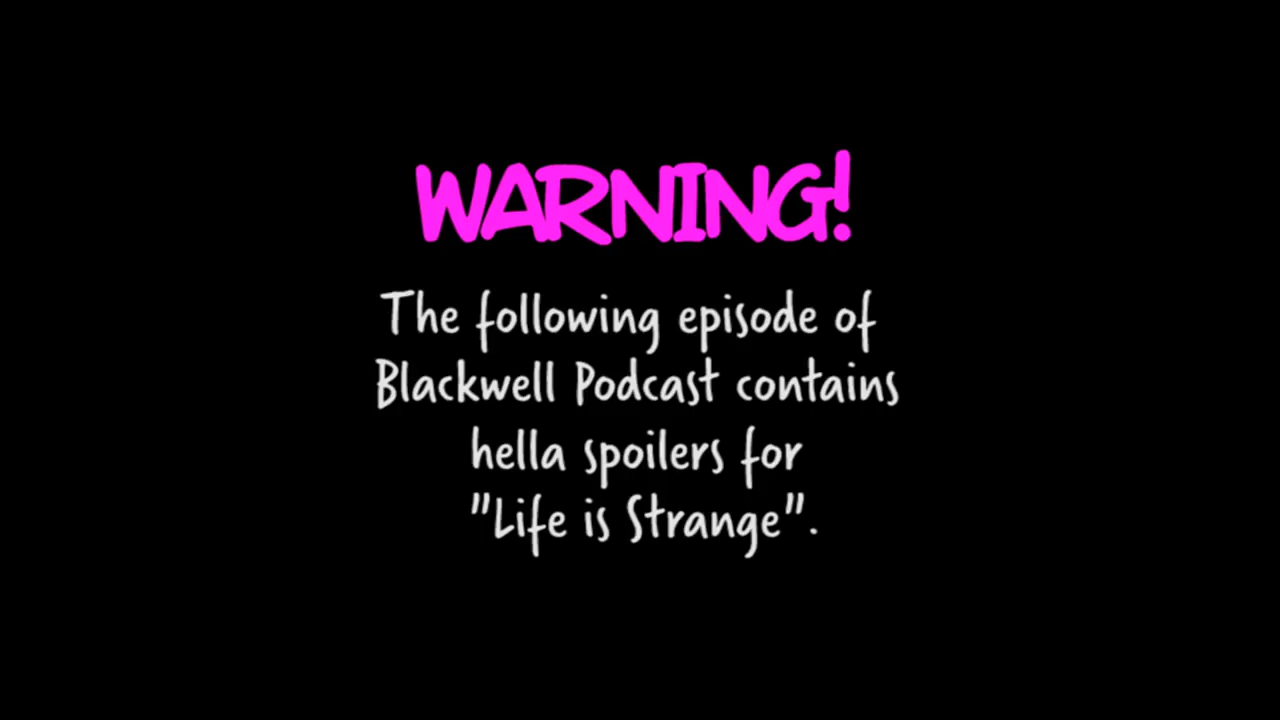 WARNING!
The following episode of
Blackwell Podcast contains
hella spoilers for
"Life is Strange".